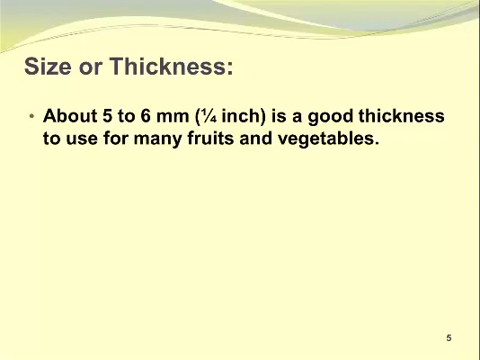 Size or Thickness:
• About 5 to 6 mm (¼ inch) is a good thickness
to use for many fruits and vegetables.
5